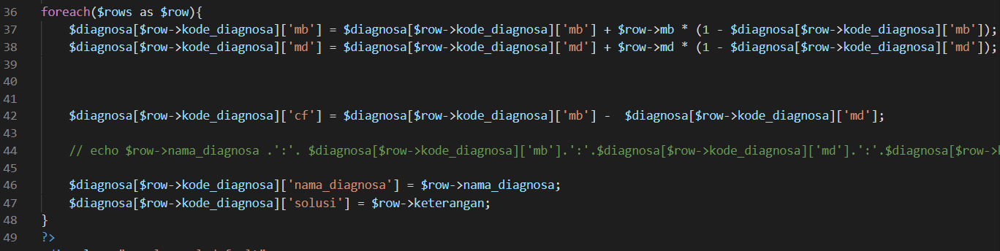 36 foreach($rows as $row){
37 $diagnosa[$row->kode_diagnosa]['mb'] = $diagnosa[$row->kode_diagnosa]['mb'] + $row->mb * (1 - $diagnosa[$row->kode_diagnosa]['mb']);
38 $diagnosa[$row->kode_diagnosa]['md'] = $diagnosa[$row->kode_diagnosa]['md'] + $row->md * (1 - $diagnosa[$row->kode_diagnosa]['md']);
39
40
41
42 $diagnosa[$row->kode_diagnosa]['cf'] = $diagnosa[$row->kode_diagnosa]['mb'] -  $diagnosa[$row->kode_diagnosa]['md'];
43
44 // echo $row->nama_diagnosa .':'. $diagnosa[$row->kode_diagnosa]['mb'].':'.$diagnosa[$row->kode_diagnosa]['md'].':'.$diagnosa[$row->
45
46 $diagnosa[$row->kode_diagnosa]['nama_diagnosa'] = $row->nama_diagnosa;
47 $diagnosa[$row->kode_diagnosa]['solusi'] = $row->keterangan;
48 }
49 ?>